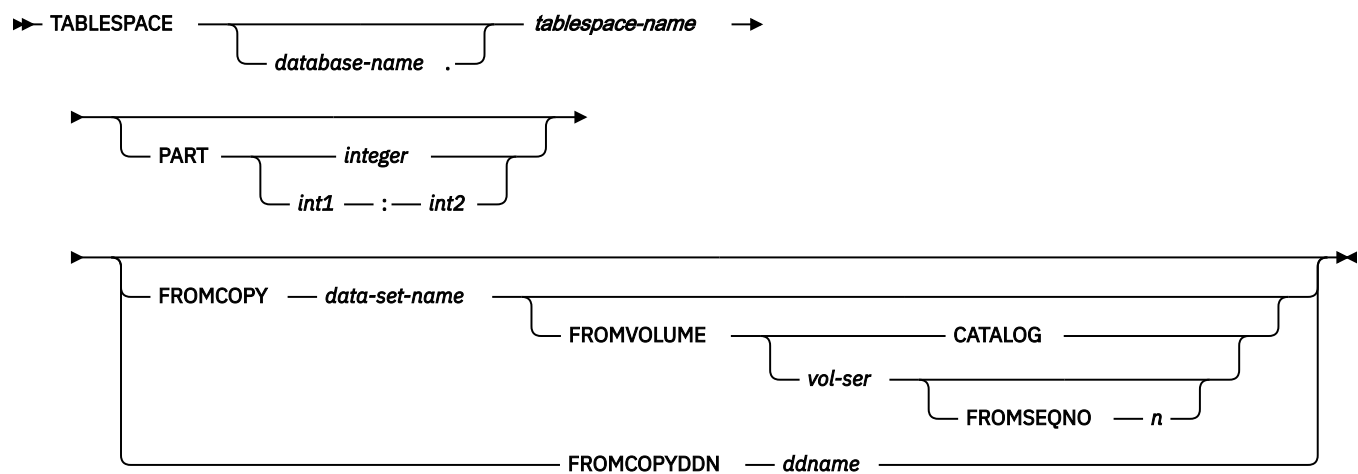 TABLESPACE tablespace-name
database-name .
PART integer
int1 : int2
FROMCOPY data-set-name
FROMVOLUME CATALOG
vol-ser
FROMSEQNO n
FROMCOPYDDN ddname